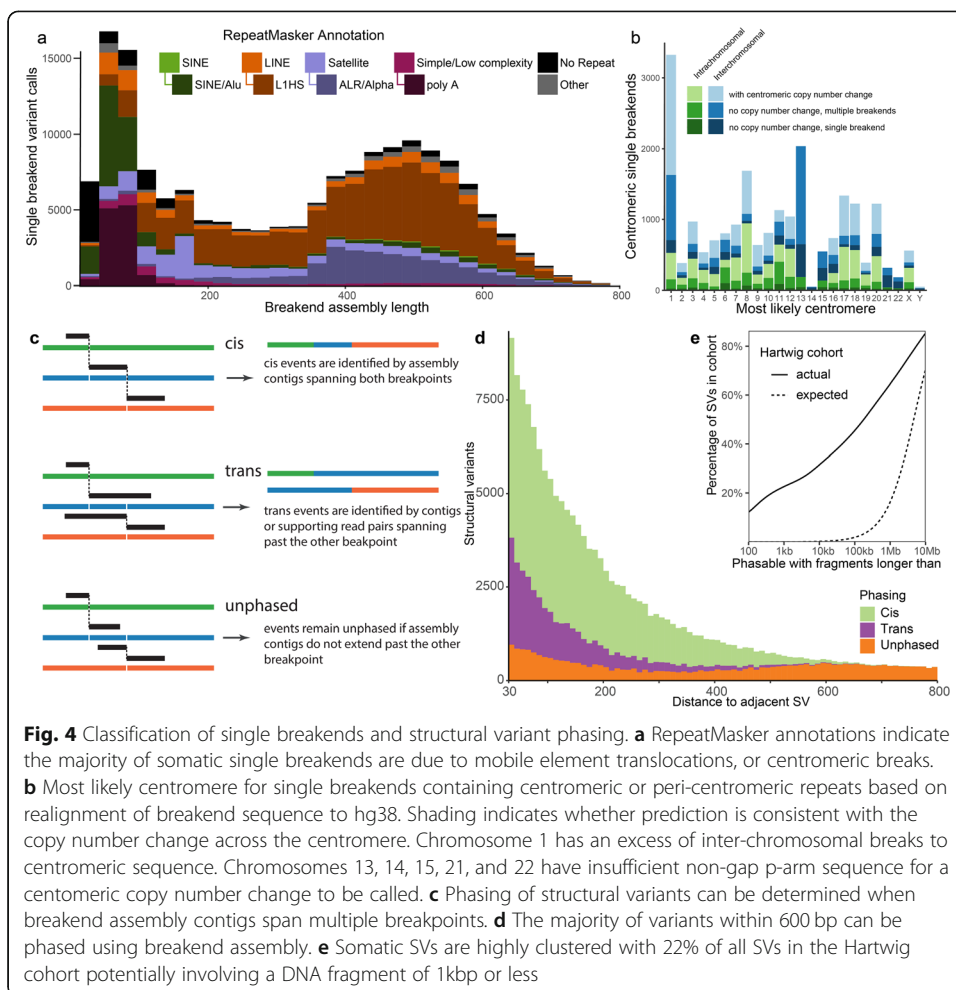 a
RepeatMasker Annotation
SINE
LINE
Satellite
Simple/Low complexity
No Repeat
SINE/Alu
L1HS
ALR/Alpha
poly A
Other
Single breakend variant calls
15000
10000
5000
0
200
400
600
800
Breakend assembly length
b
Intrachromosomal
Interchromosomal
with centromeric copy number change
no copy number change, multiple breakends
no copy number change, single breakend
Centromeric single breakends
3000
2000
1000
0
1 2 3 4 5 6 7 8 9 10 11 12 13 14 15 16 17 18 19 20 21 22 X Y
Most likely centromere
c
cis
cis events are identified by assembly
contigs spanning both breakpoints
trans
trans events are identified by contigs
or supporting read pairs spanning
past the other breakpoint
unphased
events remain unphased if assembly
contigs do not extend past the other
breakpoint
d
Structural variants
7500
5000
2500
0
30
200
400
600
800
Distance to adjacent SV
Phasing
Cis
Trans
Unphased
e
Hartwig cohort
actual
expected
Percentage of SVs in cohort
80%
60%
40%
20%
100
1kb
10kb
100kb
1Mb
10Mb
Phasable with fragments longer than
Fig. 4 Classification of single breakends and structural variant phasing. a RepeatMasker annotations indicate
the majority of somatic single breakends are due to mobile element translocations, or centromeric breaks.
b Most likely centromere for single breakends containing centromeric or peri-centromeric repeats based on
realignment of breakend sequence to hg38. Shading indicates whether prediction is consistent with the
copy number change across the centromere. Chromosome 1 has an excess of inter-chromosomal breaks to
centromeric sequence. Chromosomes 13, 14, 15, 21, and 22 have insufficient non-gap p-arm sequence for a
centomeric copy number change to be called. c Phasing of structural variants can be determined when
breakend assembly contigs span multiple breakpoints. d The majority of variants within 600 bp can be
phased using breakend assembly. e Somatic SVs are highly clustered with 22% of all SVs in the Hartwig
cohort potentially involving a DNA fragment of 1kbp or less